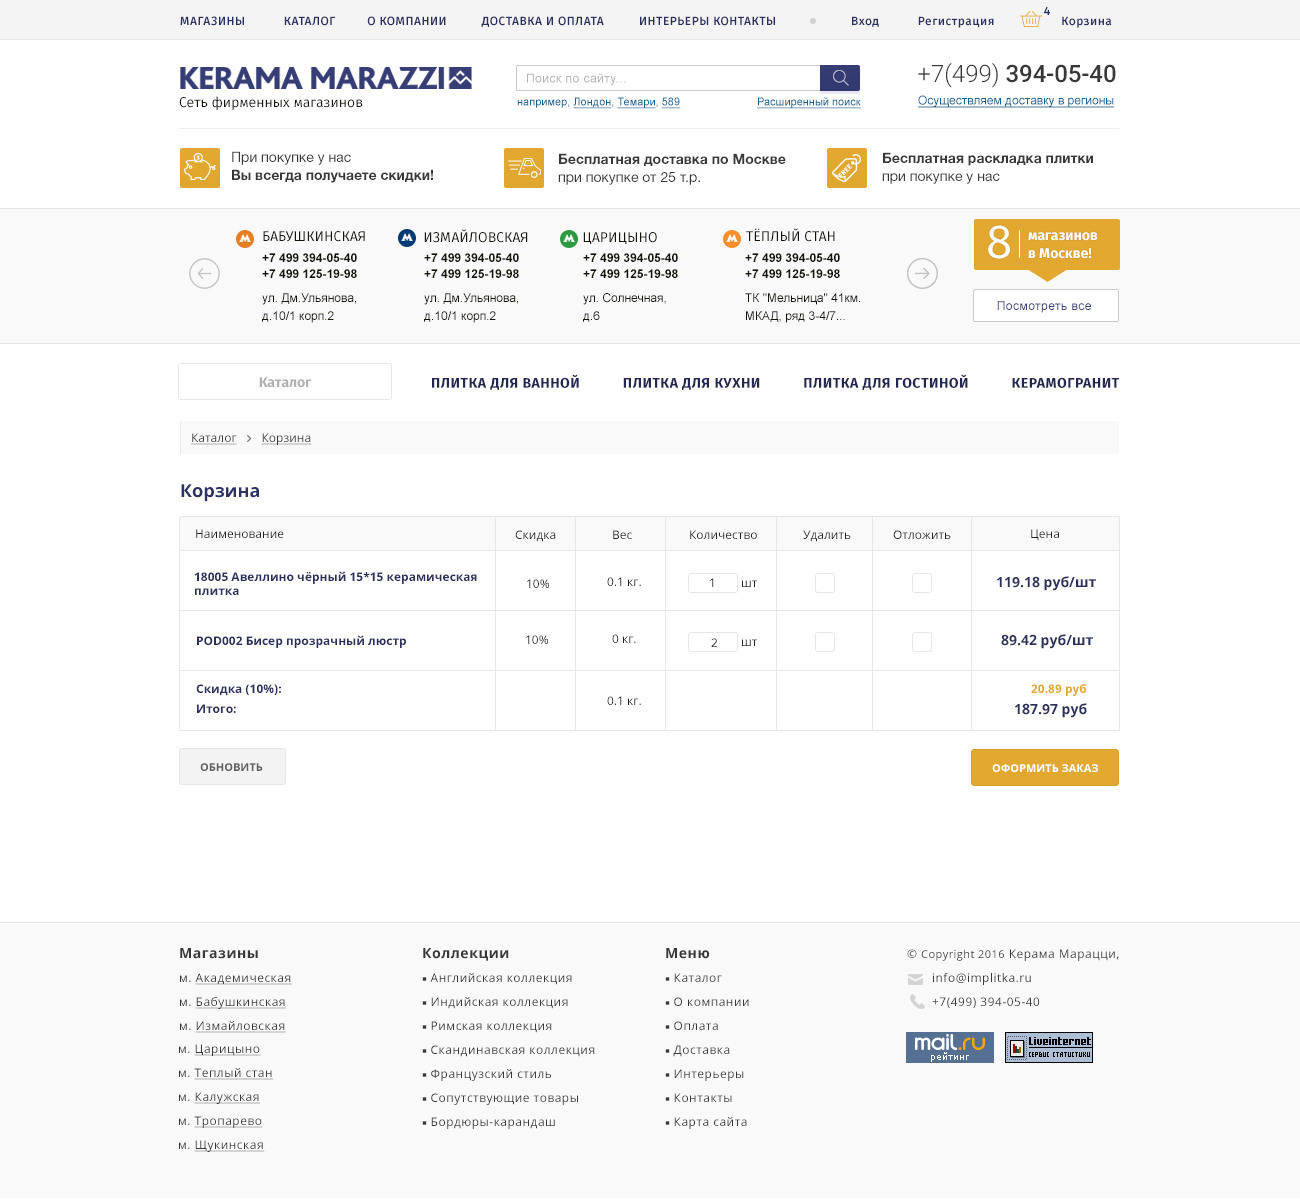 МАГАЗИНЫ КАТАЛОГ О КОМПАНИИ ДОСТАВКА И ОПЛАТА ИНТЕРЬЕРЫ КОНТАКТЫ Вход Регистрация 4 Корзина
KERAMA MARAZZI
Сеть фирменных магазинов
Поиск по сайту...
например, Лондон, Темари, 589 Расширенный поиск
+7(499) 394-05-40
Осуществляем доставку в регионы
При покупке у нас
Вы всегда получаете скидки!
Бесплатная доставка по Москве
при покупке от 25 т.р.
FREE
Бесплатная раскладка плитки
при покупке у нас
БАБУШКИНСКАЯ
+7 499 394-05-40
+7 499 125-19-98
ул. Дм.Ульянова,
д.10/1 корп.2
ИЗМАЙЛОВСКАЯ
+7 499 394-05-40
+7 499 125-19-98
ул. Дм.Ульянова,
д.10/1 корп.2
ЦАРИЦЫНО
+7 499 394-05-40
+7 499 125-19-98
ул. Солнечная,
д.6
ТЁПЛЫЙ СТАН
+7 499 394-05-40
+7 499 125-19-98
ТК "Мельница" 41км.
МКАД, ряд 3-4/7...
8 магазинов
в Москве!
Посмотреть все
Каталог ПЛИТКА ДЛЯ ВАННОЙ ПЛИТКА ДЛЯ КУХНИ ПЛИТКА ДЛЯ ГОСТИНОЙ КЕРАМОГРАНИТ
Каталог > Корзина
Корзина
Наименование Скидка Вес Количество Удалить Отложить Цена
18005 Авеллино чёрный 15*15 керамическая
плитка
10% 0.1 кг. 1 шт 119.18 руб/шт
POD002 Бисер прозрачный люстр 10% 0 кг. 2 шт 89.42 руб/шт
Скидка (10%): 20.89 руб
0.1 кг.
Итого: 187.97 руб
ОБНОВИТЬ ОФОРМИТЬ ЗАКАЗ
Магазины
м. Академическая
м. Бабушкинская
м. Измайловская
м. Царицыно
м. Теплый стан
м. Калужская
м. Тропарево
м. Щукинская
Коллекции
▪ Английская коллекция
▪ Индийская коллекция
▪ Римская коллекция
▪ Скандинавская коллекция
▪ Французский стиль
▪ Сопутствующие товары
▪ Бордюры-карандаш
Меню
▪ Каталог
▪ О компании
▪ Оплата
▪ Доставка
▪ Интерьеры
▪ Контакты
▪ Карта сайта
© Copyright 2016 Керама Марацци,
info@implitka.ru
+7(499) 394-05-40
mail.ru
рейтинг
Liveinternet
СЕРВИС СТАТИСТИКИ